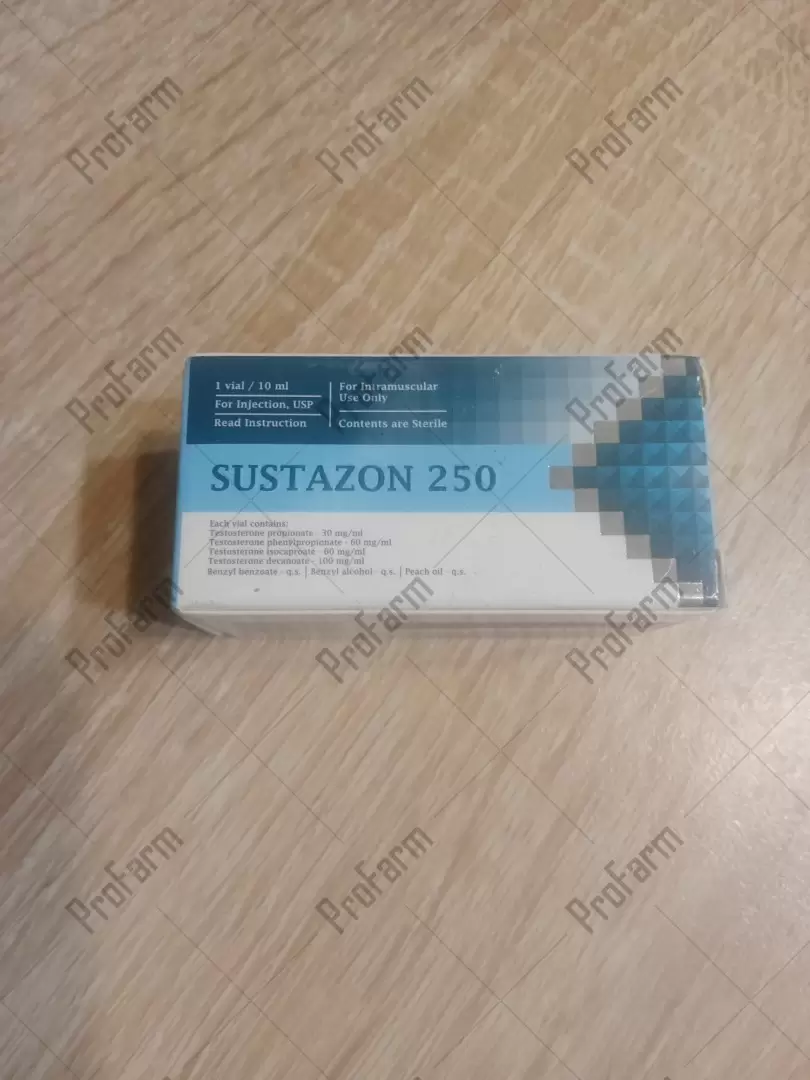 ProFarm ProFarm ProFarm
ProFarm ProFarm ProFarm
1 vial / 10 ml
For Injection, USP
Read Instruction
For Intramuscular
Use Only
Contents are Sterile
SUSTAZON 250
Each vial contains:
Testosterone propionate - 30 mg/ml
Testosterone phenylpropionate - 60 mg/ml
Testosterone isocaproate - 60 mg/ml
Testosterone decanoate - 100 mg/ml
Benzyl benzoate - q.s. | Benzyl alcohol - q.s. | Peach oil - q.s.
ProFarm ProFarm ProFarm
ProFarm ProFarm ProFarm